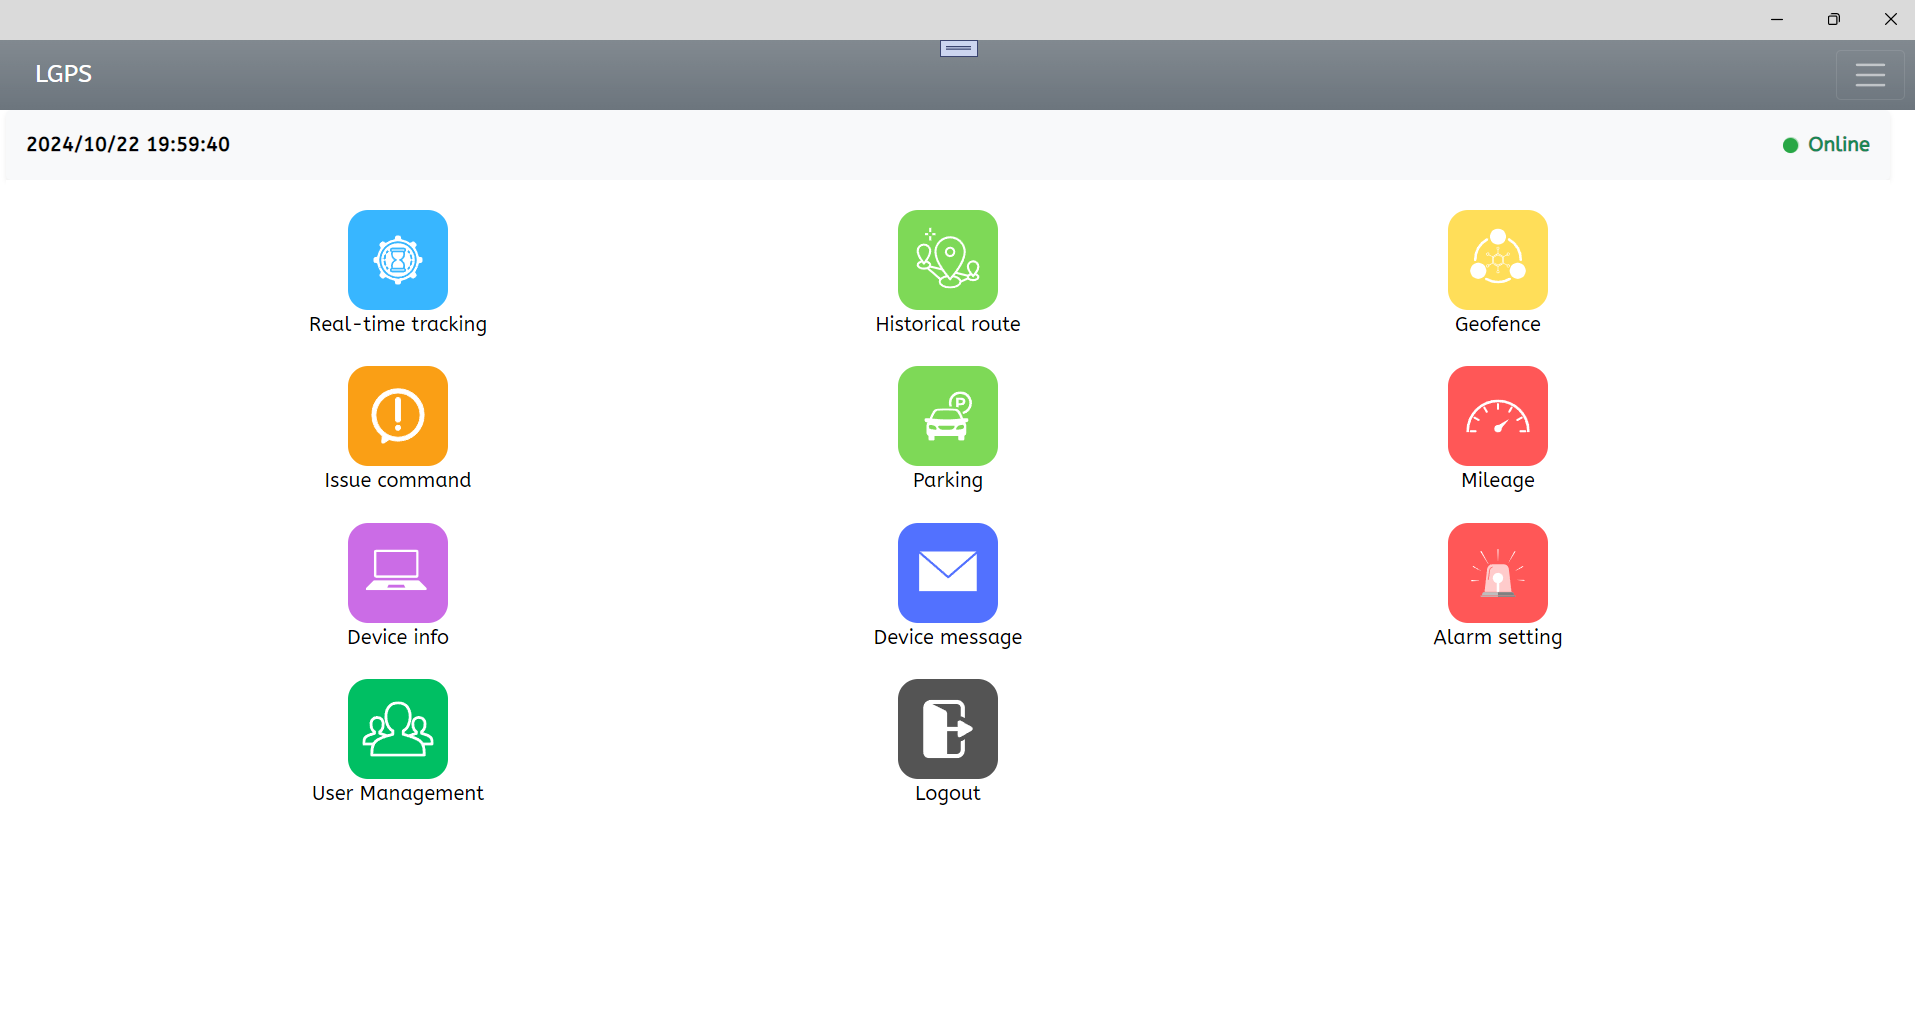 LGPS
2024/10/22 19:59:40
Online
Real-time tracking
Historical route
Geofence
Issue command
P
Parking
Mileage
Device info
Device message
Alarm setting
User Management
Logout